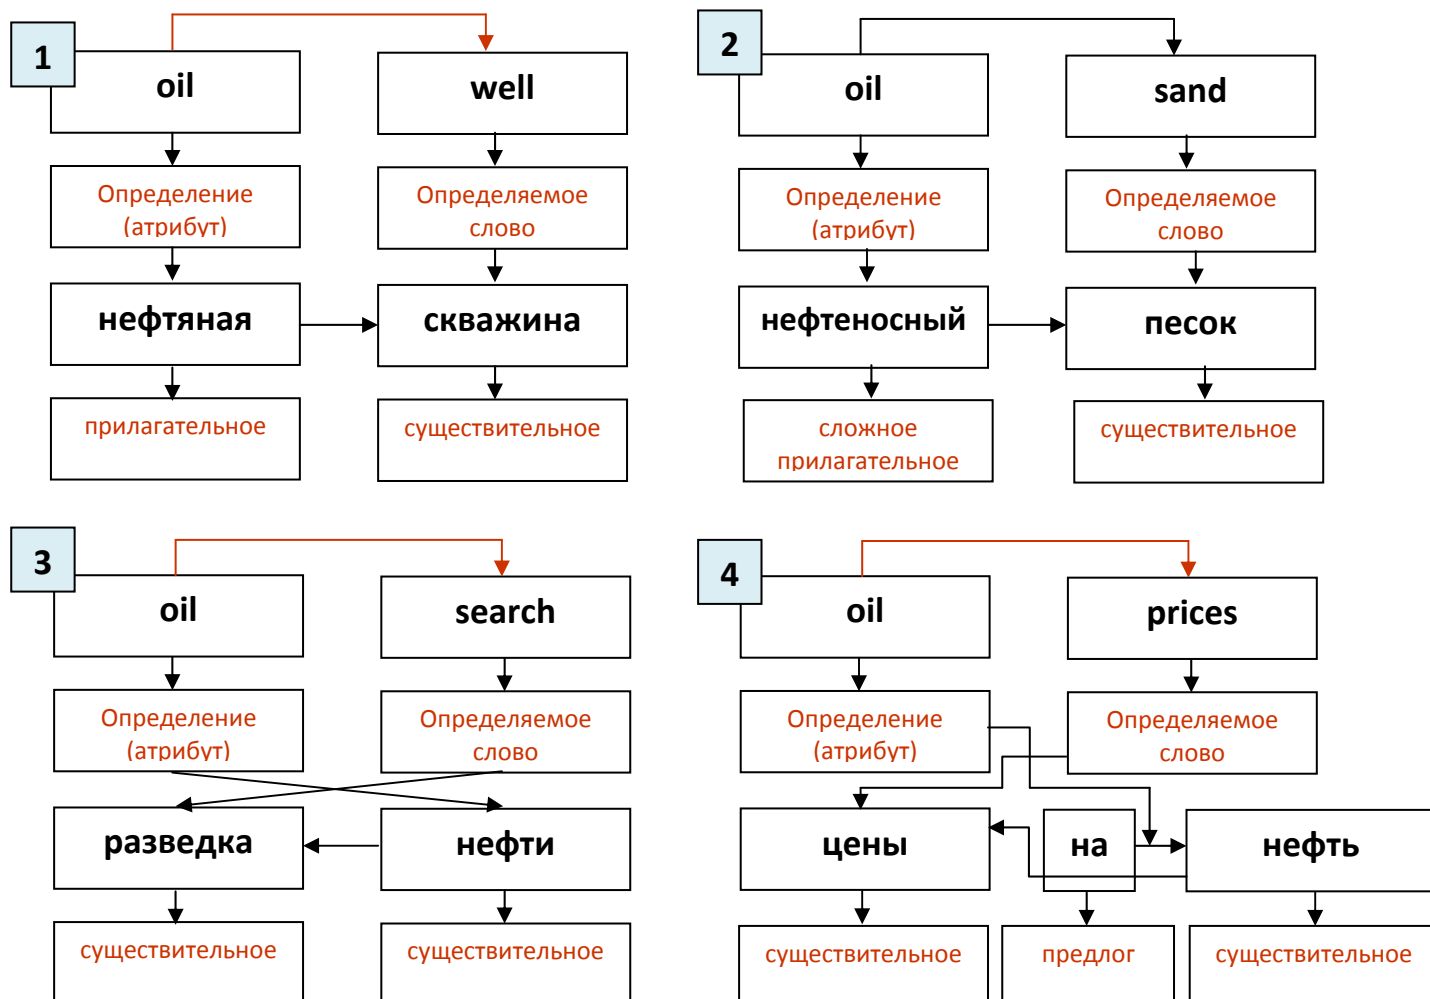 1
oil
well
Определение
(атрибут)
Определяемое
слово
нефтяная
скважина
прилагательное
существительное
2
oil
sand
Определение
(атрибут)
Определяемое
слово
нефтеносный
песок
сложное
прилагательное
существительное
3
oil
search
Определение
(атрибут)
Определяемое
слово
разведка
нефти
существительное
существительное
4
oil
prices
Определение
(атрибут)
Определяемое
слово
цены
на
нефть
существительное
предлог
существительное